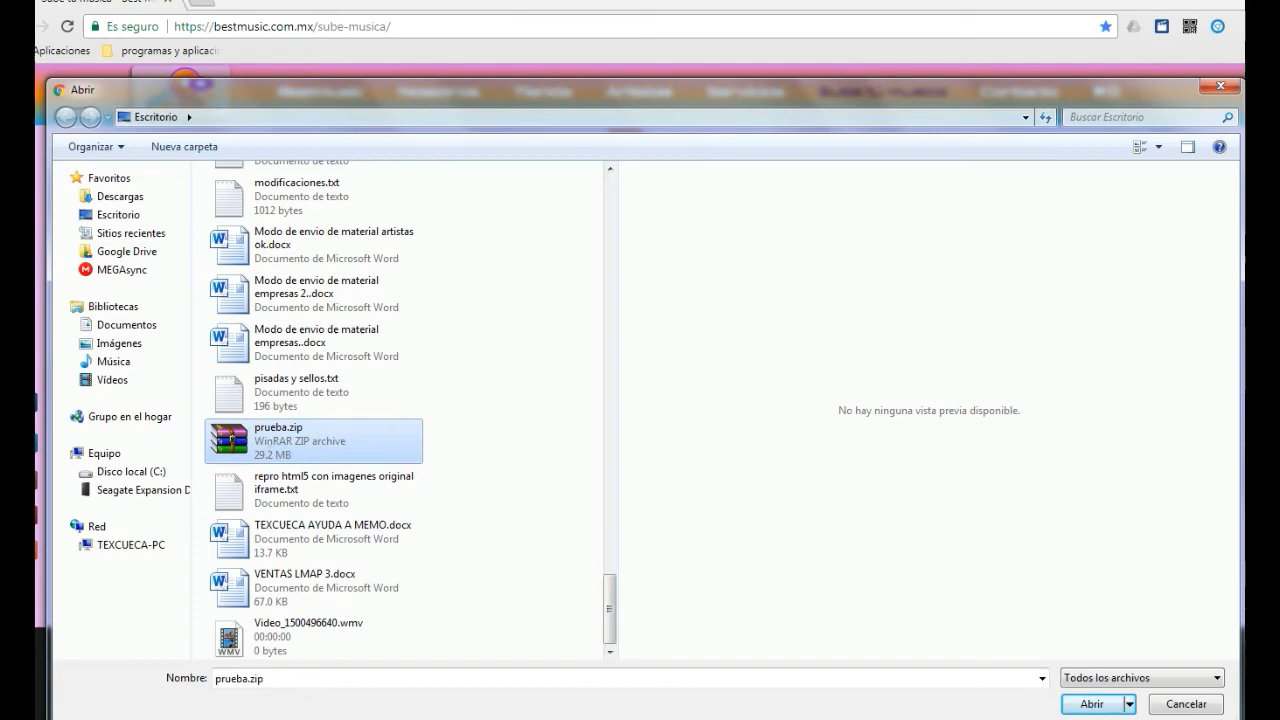 Es seguro
https://bestmusic.com.mx/sube-musica/
Aplicaciones
programas y aplicacio
Abrir
Escritorio
Buscar Escritorio
Organizar
Nueva carpeta
Favoritos
Descargas
Escritorio
Sitios recientes
Google Drive
MEGAsync
Bibliotecas
Documentos
Imágenes
Música
Vídeos
Grupo en el hogar
Equipo
Disco local (C:)
Seagate Expansion D
Red
TEXCUECA-PC
Documento de texto
modificaciones.txt
Documento de texto
1012 bytes
Modo de envio de material artistas
ok.docx
Documento de Microsoft Word
Modo de envio de material
empresas 2..docx
Documento de Microsoft Word
Modo de envio de material
empresas..docx
Documento de Microsoft Word
pisadas y sellos.txt
Documento de texto
196 bytes
prueba.zip
WinRAR ZIP archive
29.2 MB
repro html5 con imagenes original
iframe.txt
Documento de texto
TEXCUECA AYUDA A MEMO.docx
Documento de Microsoft Word
13.7 KB
VENTAS LMAP 3.docx
Documento de Microsoft Word
67.0 KB
Video_1500496640.wmv
00:00:00
0 bytes
WMV
No hay ninguna vista previa disponible.
Nombre:
prueba.zip
Todos los archivos
Abrir
Cancelar